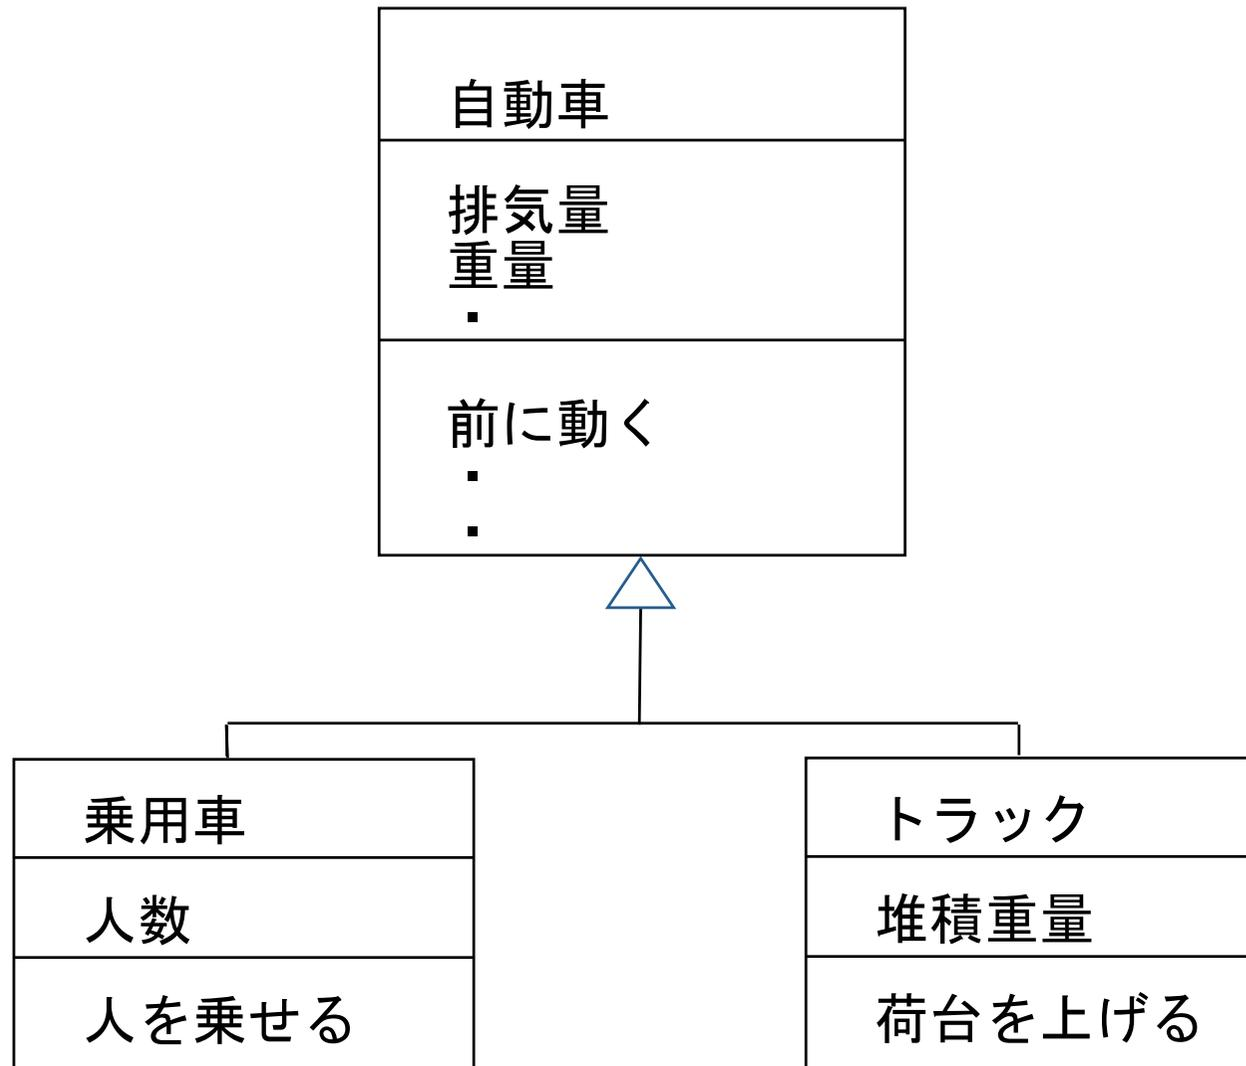 自動車
排気量
重量
・
前に動く
・
・
乗用車
人数
人を乗せる
トラック
堆積重量
荷台を上げる